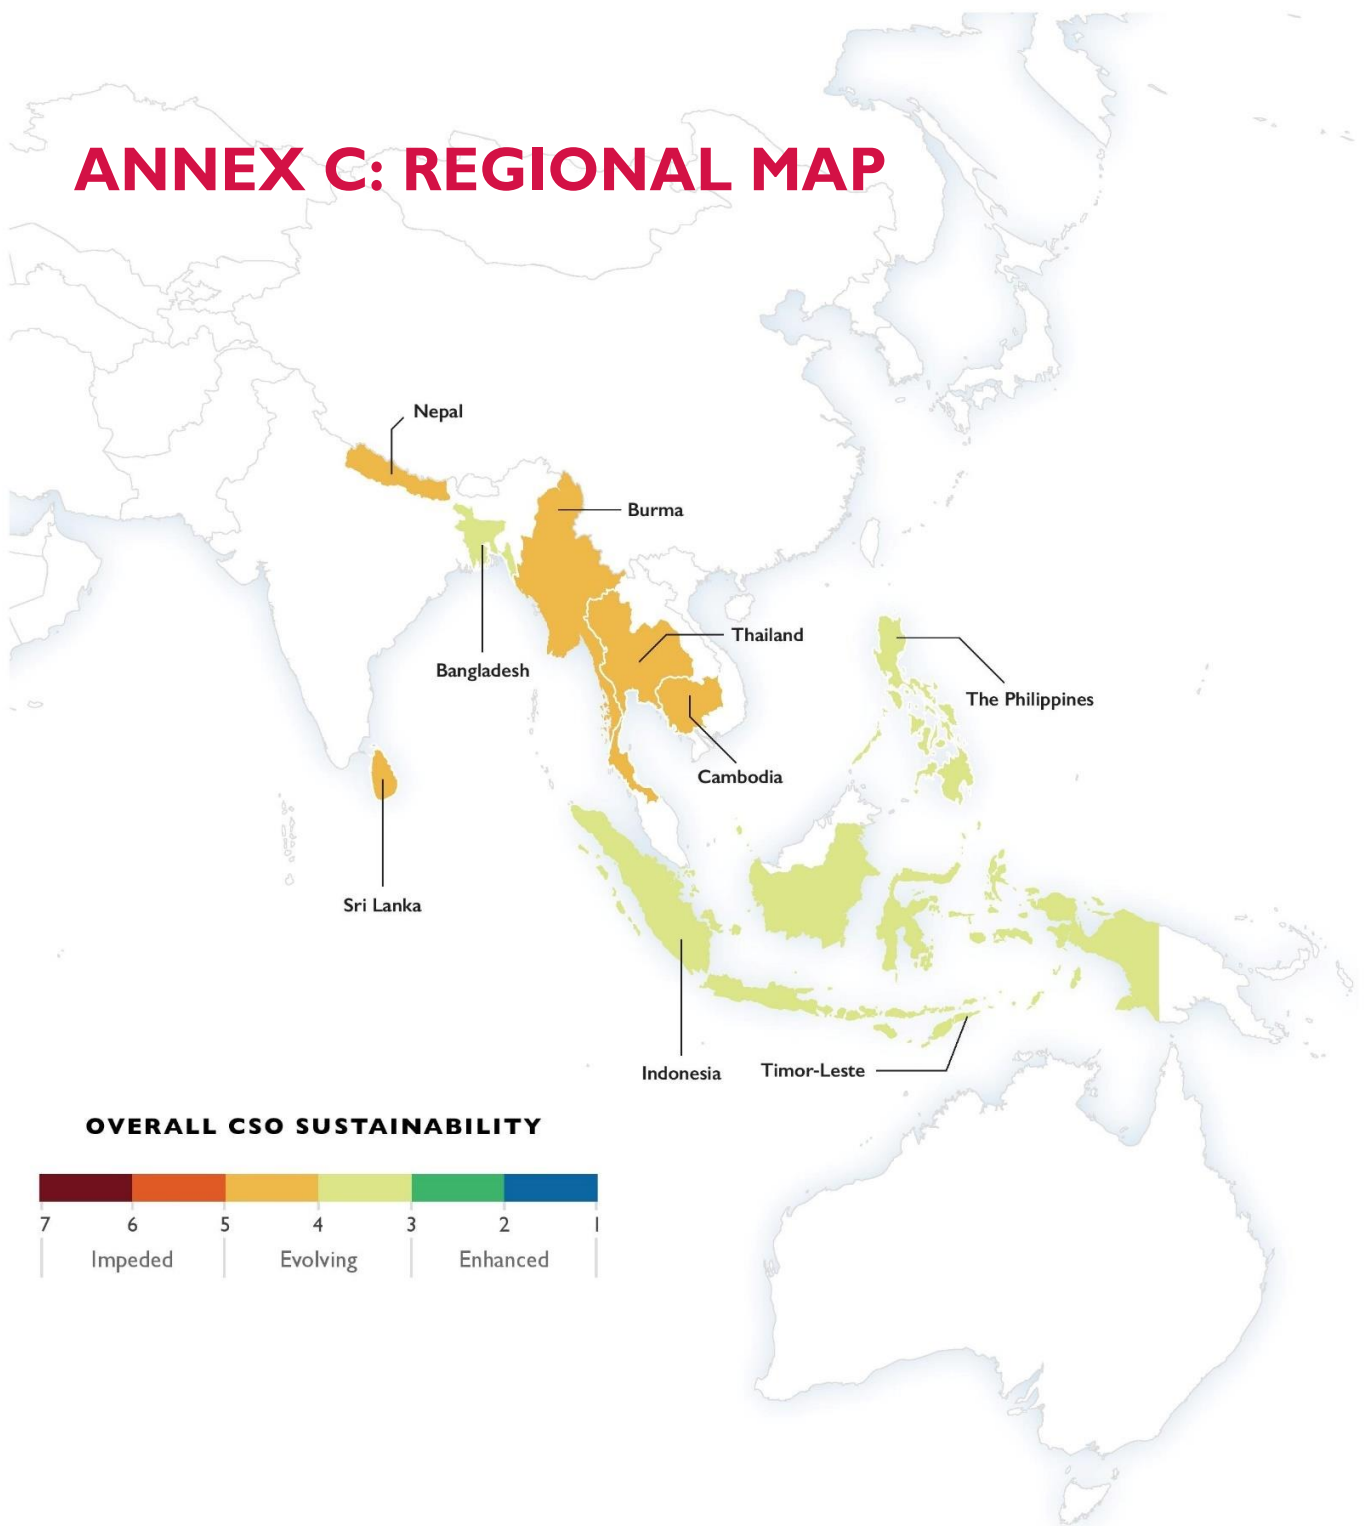 ANNEX C: REGIONAL MAP
Nepal
Burma
Thailand
Bangladesh
The Philippines
Cambodia
Sri Lanka
Indonesia
Timor-Leste
OVERALL CSO SUSTAINABILITY
7 6 5 4 3 2 1
Impeded Evolving Enhanced